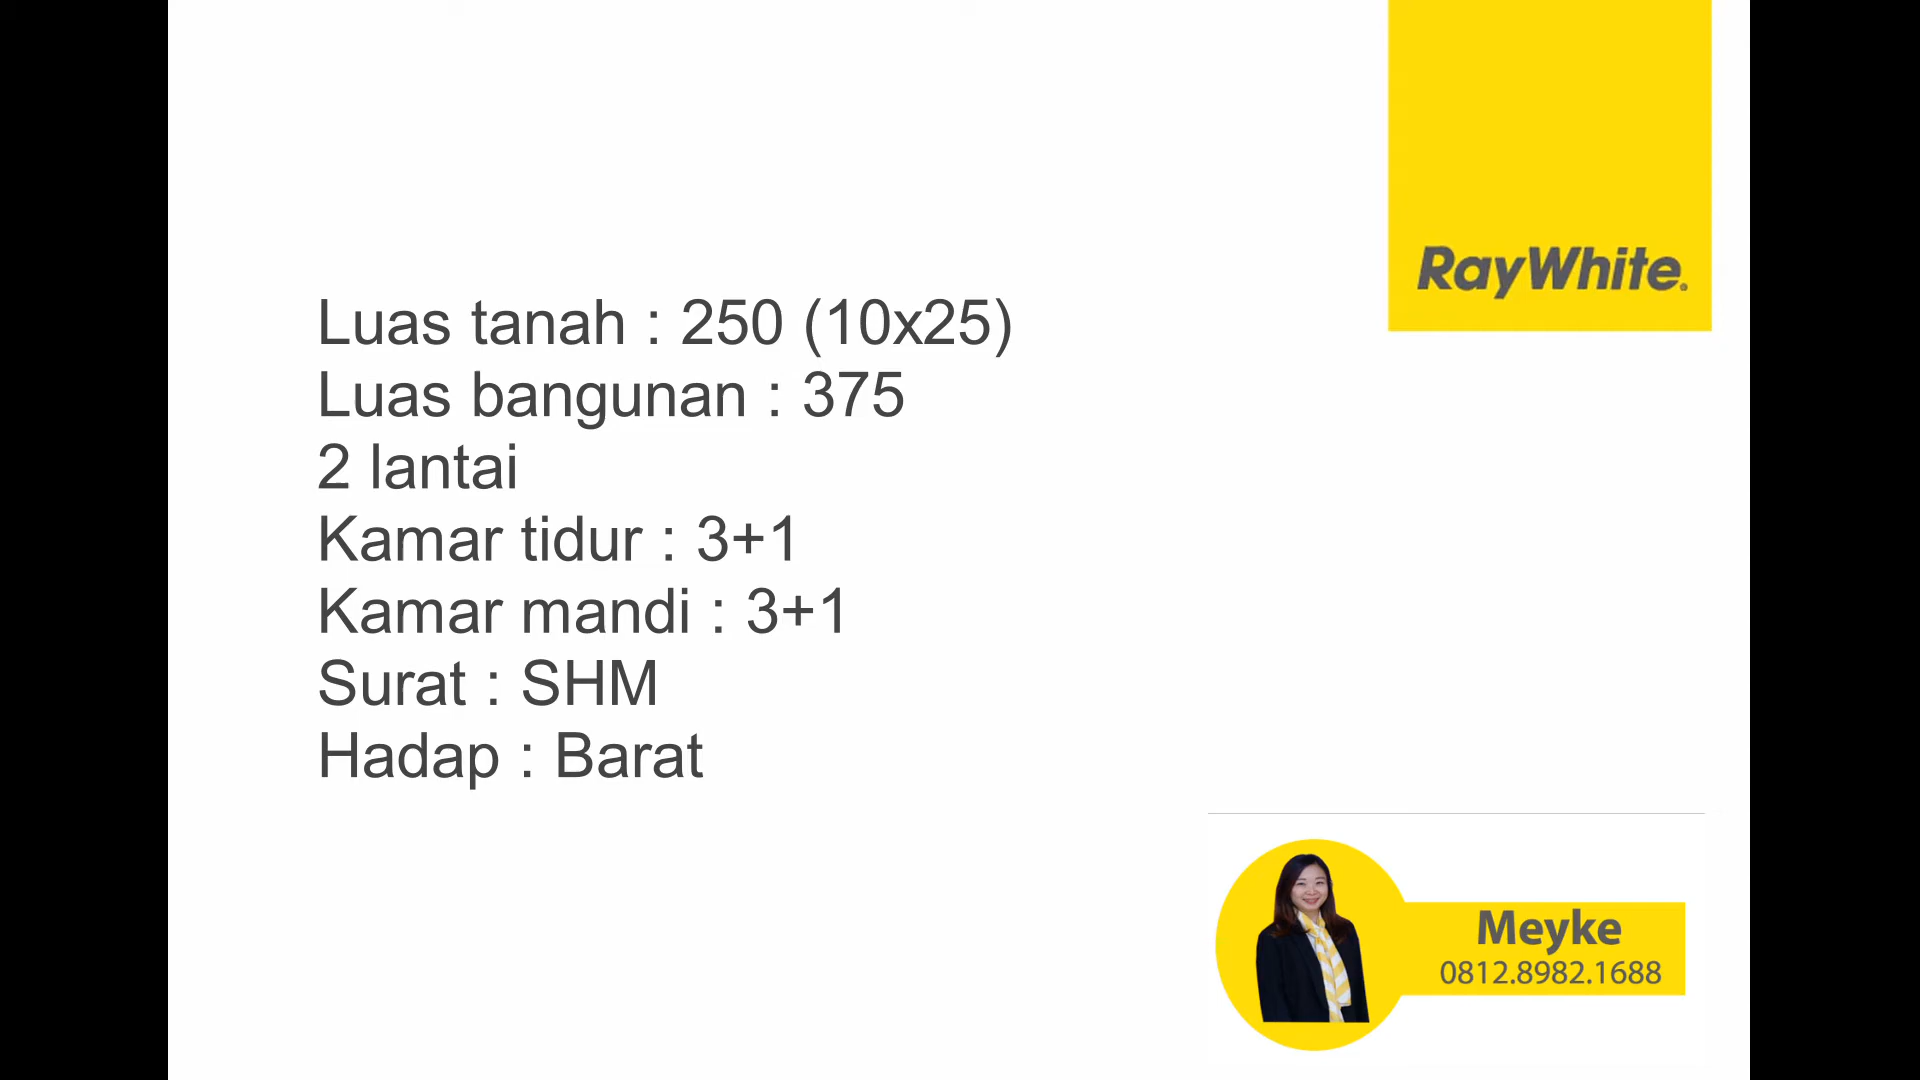 RayWhite.
Luas tanah : 250 (10x25)
Luas bangunan : 375
2 lantai
Kamar tidur : 3+1
Kamar mandi : 3+1
Surat : SHM
Hadap : Barat
Meyke
0812.8982.1688